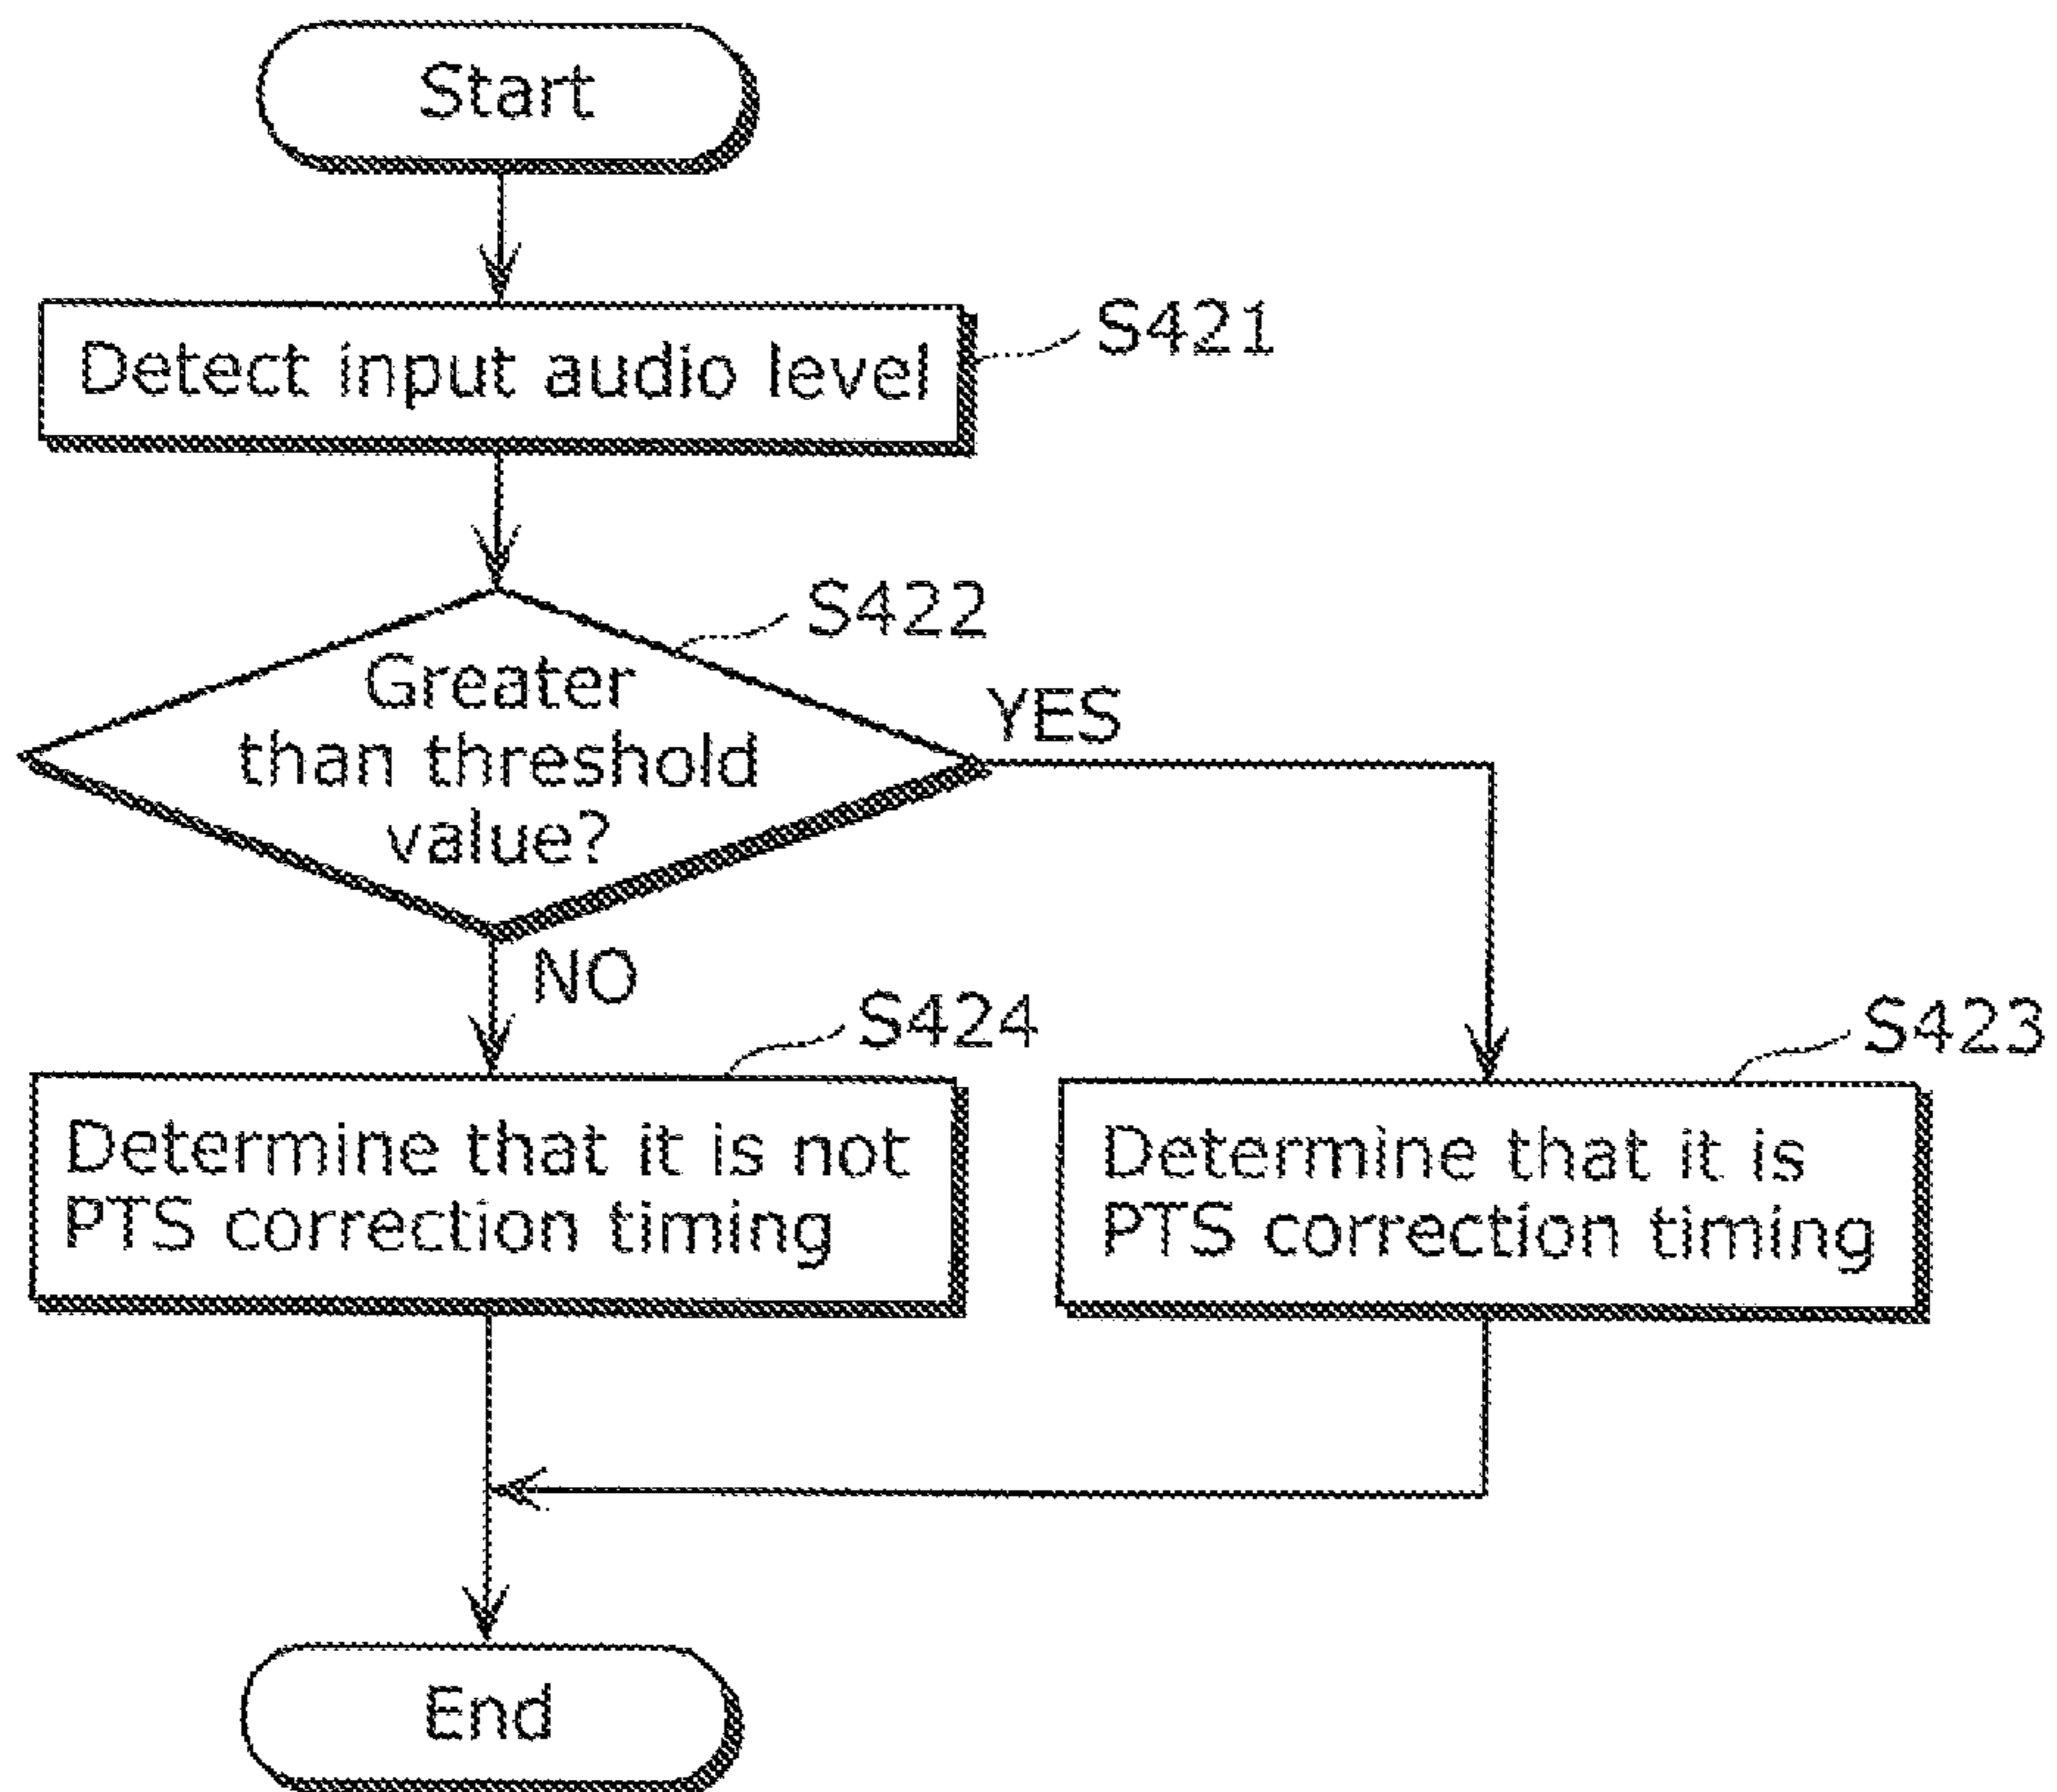 Start
Detect input audio level
S421
S422
Greater
than threshold
value?
YES
NO
S424
S423
Determine that it is not
PTS correction timing
Determine that it is
PTS correction timing
End